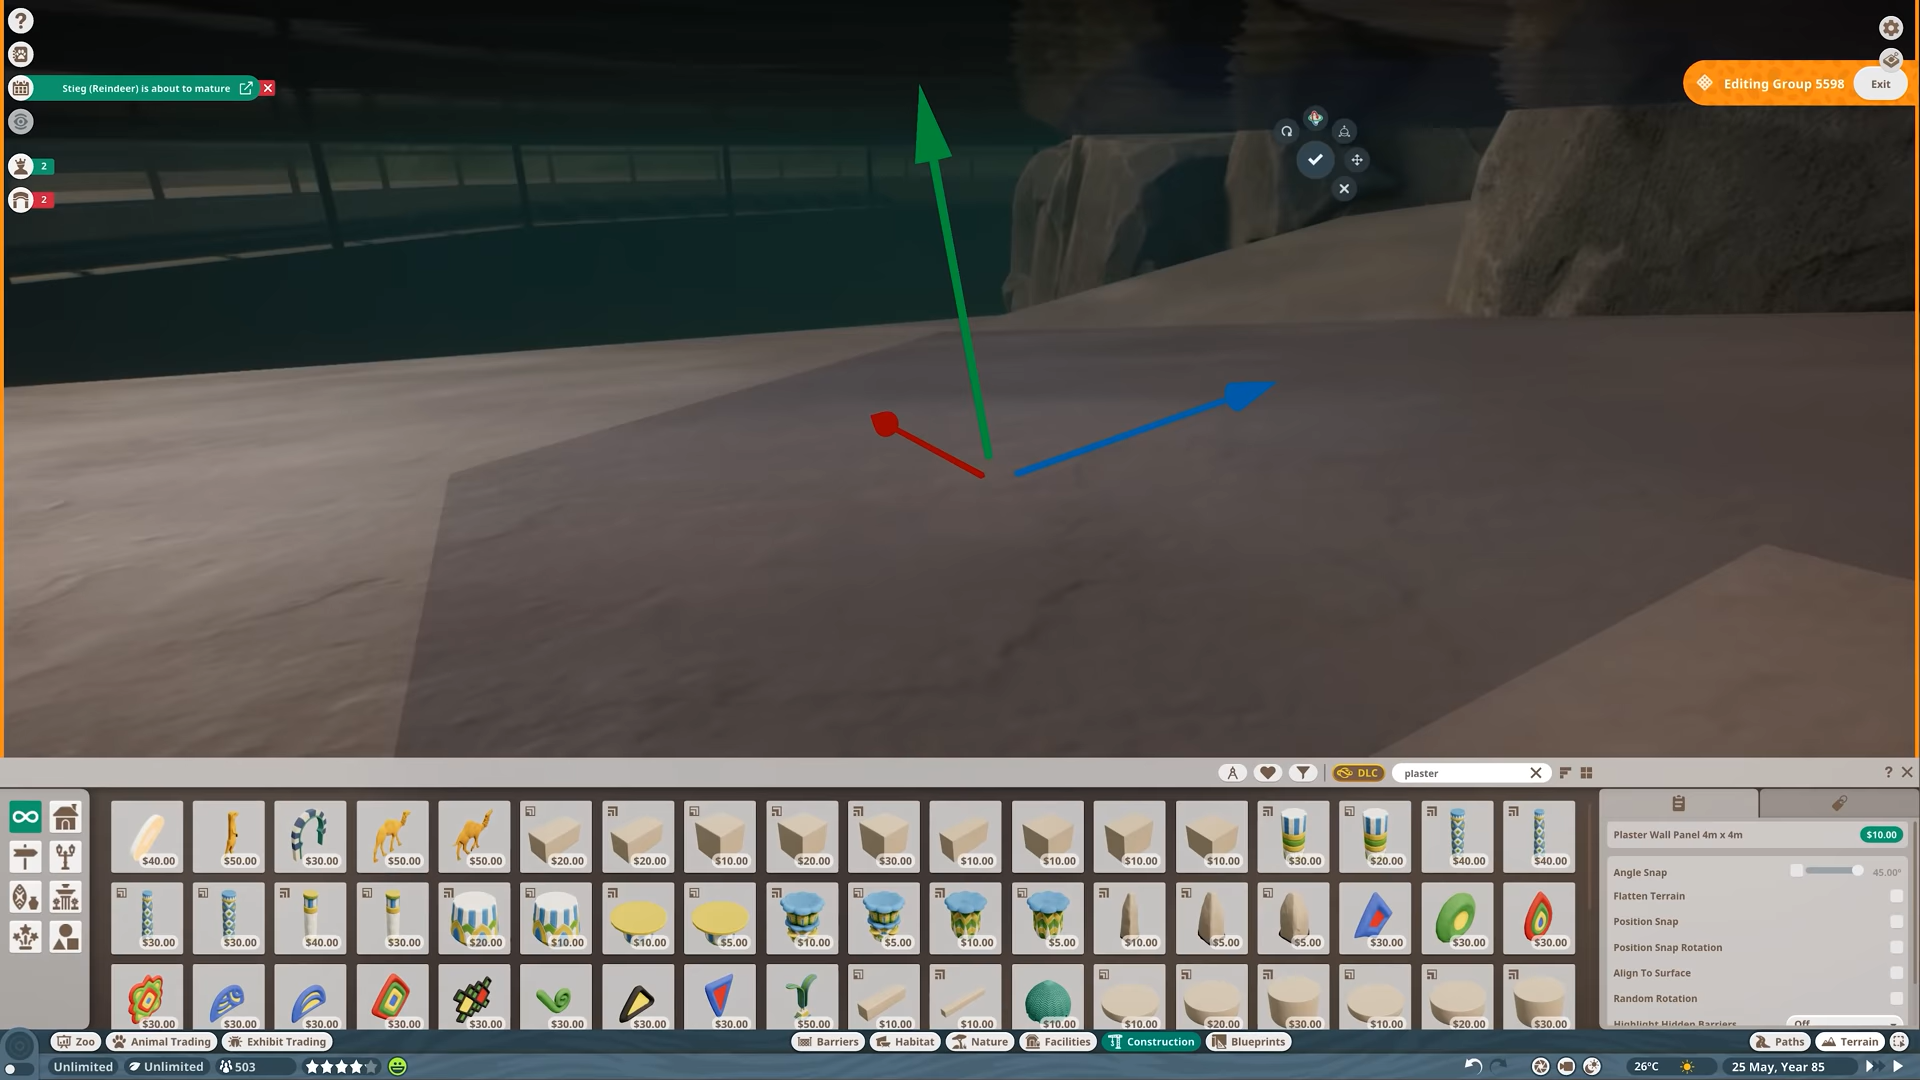 ?
Stieg (Reindeer) is about to mature
2
2
Editing Group 5598
Exit
DLC
plaster
?
$40.00 $50.00 $30.00 $50.00 $50.00 $20.00 $20.00 $10.00 $20.00 $30.00 $10.00 $10.00 $10.00 $10.00 $30.00 $20.00 $40.00 $40.00
$30.00 $30.00 $40.00 $30.00 $20.00 $10.00 $10.00 $5.00 $10.00 $5.00 $10.00 $5.00 $10.00 $5.00 $5.00 $30.00 $30.00 $30.00
$30.00 $30.00 $30.00 $30.00 $30.00 $30.00 $30.00 $30.00 $50.00 $10.00 $10.00 $10.00 $10.00 $20.00 $30.00 $10.00 $20.00 $30.00
Plaster Wall Panel 4m x 4m
$10.00
Angle Snap
45.00°
Flatten Terrain
Position Snap
Position Snap Rotation
Align To Surface
Random Rotation
Highlight Hidden Barriers
Off
Zoo
Animal Trading
Exhibit Trading
Barriers
Habitat
Nature
Facilities
Construction
Blueprints
Paths
Terrain
Unlimited
Unlimited
503
26°C
25 May, Year 85